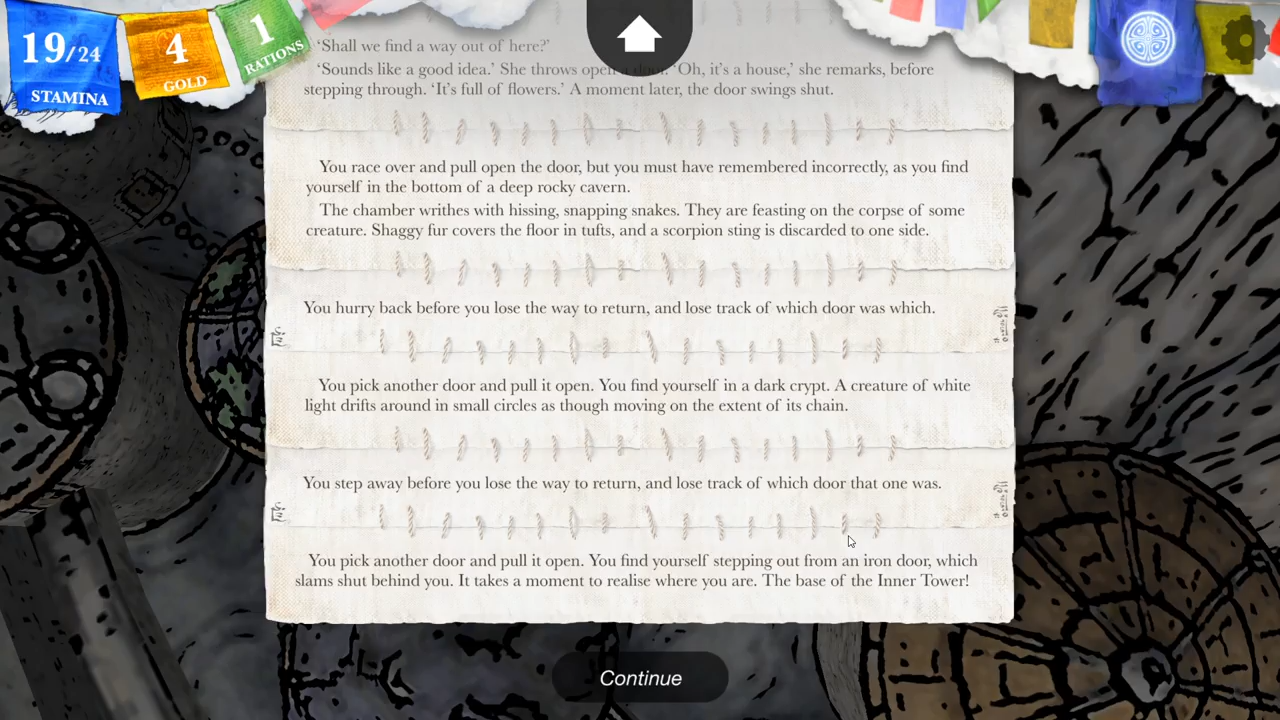 19/24
STAMINA
4
GOLD
1
RATIONS
‘Shall we find a way out of here?’
‘Sounds like a good idea.’ She throws open a door. ‘Oh, it’s a house,’ she remarks, before
stepping through. ‘It’s full of flowers.’ A moment later, the door swings shut.
You race over and pull open the door, but you must have remembered incorrectly, as you find
yourself in the bottom of a deep rocky cavern.
The chamber writhes with hissing, snapping snakes. They are feasting on the corpse of some
creature. Shaggy fur covers the floor in tufts, and a scorpion sting is discarded to one side.
You hurry back before you lose the way to return, and lose track of which door was which.
You pick another door and pull it open. You find yourself in a dark crypt. A creature of white
light drifts around in small circles as though moving on the extent of its chain.
You step away before you lose the way to return, and lose track of which door that one was.
You pick another door and pull it open. You find yourself stepping out from an iron door, which
slams shut behind you. It takes a moment to realise where you are. The base of the Inner Tower!
Continue